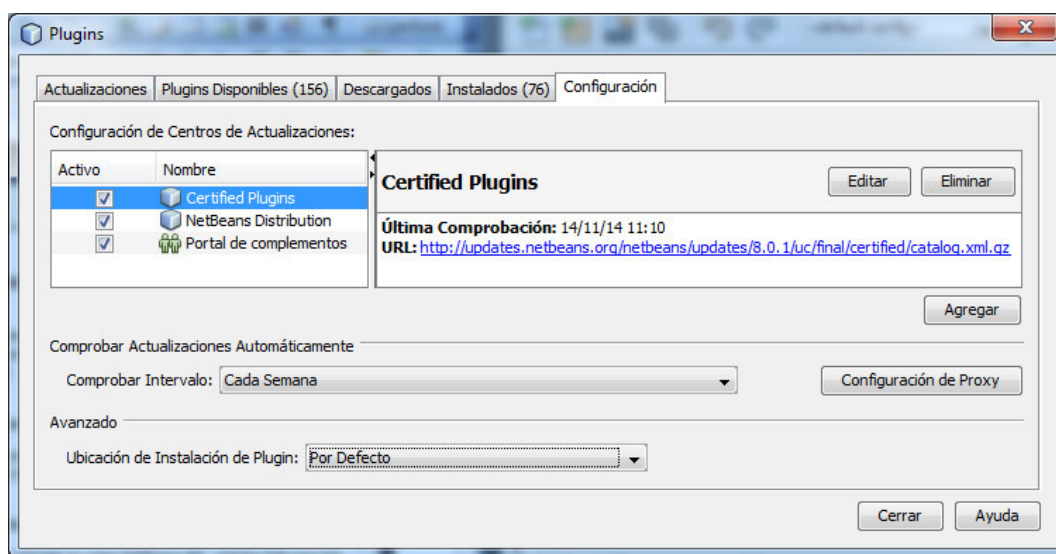 Plugins
Actualizaciones Plugins Disponibles (156) Descargados Instalados (76) Configuración
Configuración de Centros de Actualizaciones:
Activo Nombre
Certified Plugins
NetBeans Distribution
Portal de complementos
Certified Plugins
Editar Eliminar
Última Comprobación: 14/11/14 11:10
URL: http://updates.netbeans.org/netbeans/updates/8.0.1/uc/final/certified/catalog.xml.gz
Agregar
Comprobar Actualizaciones Automáticamente
Comprobar Intervalo: Cada Semana Configuración de Proxy
Avanzado
Ubicación de Instalación de Plugin: Por Defecto
Cerrar Ayuda